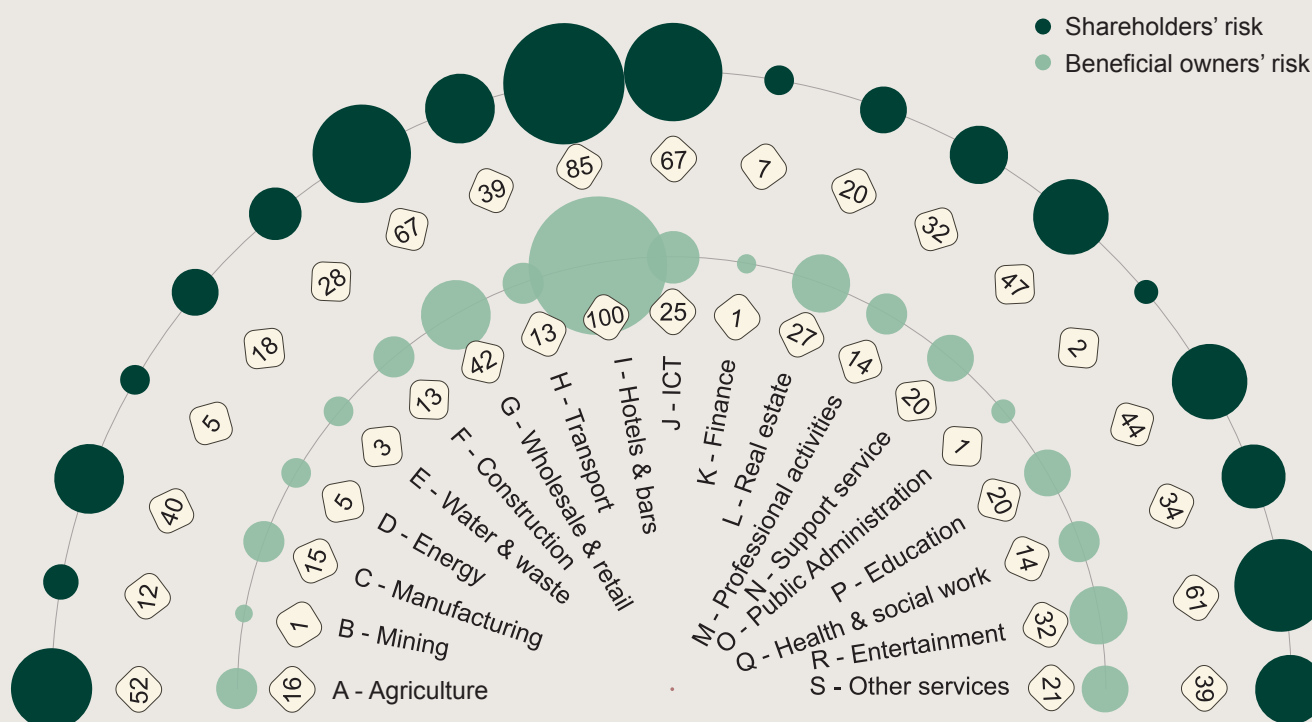 Shareholders’ risk
Beneficial owners’ risk
52
12
40
5
18
28
67
39
85
67
7
20
32
47
2
44
34
61
39
16
1
15
5
3
13
42
13
100
25
1
27
14
20
1
20
14
32
21
A - Agriculture
B - Mining
C - Manufacturing
D - Energy
E - Water & waste
F - Construction
G - Wholesale & retail
H - Transport
I - Hotels & bars
J - ICT
K - Finance
L - Real estate
M - Professional activities
N - Support service
O - Public Administration
P - Education
Q - Health & social work
R - Entertainment
S - Other services